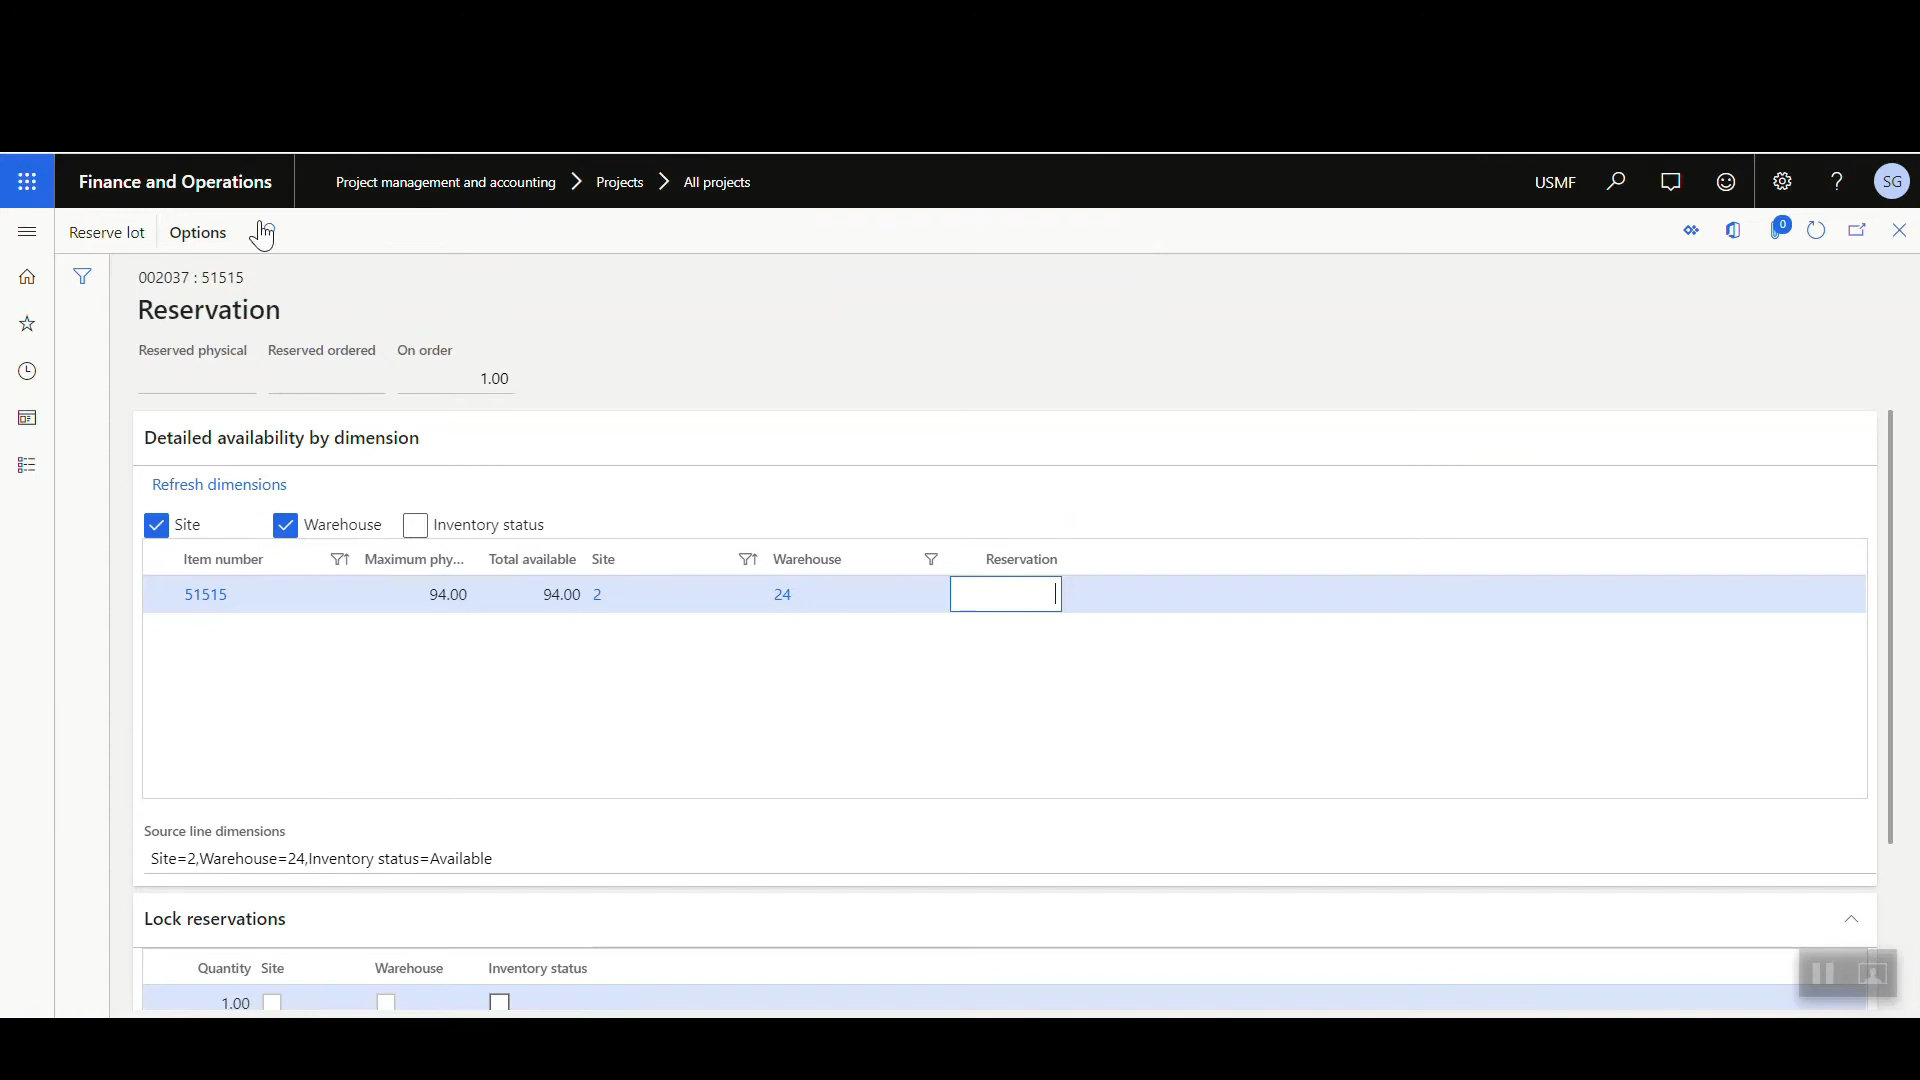 Finance and Operations
Project management and accounting Projects All projects
USMF
?
SG
Reserve lot Options
0
002037 : 51515
Reservation
Reserved physical Reserved ordered On order
1.00
Detailed availability by dimension
Refresh dimensions
Site Warehouse Inventory status
Item number Maximum phy... Total available Site Warehouse Reservation
51515 94.00 94.00 2 24
Source line dimensions
Site=2,Warehouse=24,Inventory status=Available
Lock reservations
Quantity Site Warehouse Inventory status
1.00